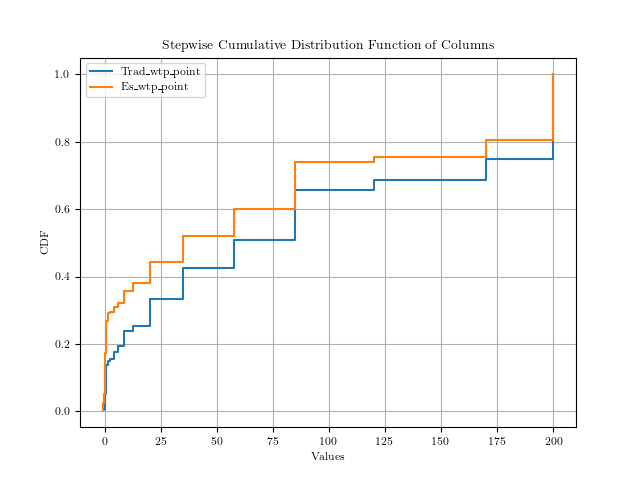 Stepwise Cumulative Distribution Function of Columns
Trad_wtp_point
Es_wtp_point
1.0
0.8
0.6
0.4
0.2
0.0
CDF
0 25 50 75 100 125 150 175 200
Values